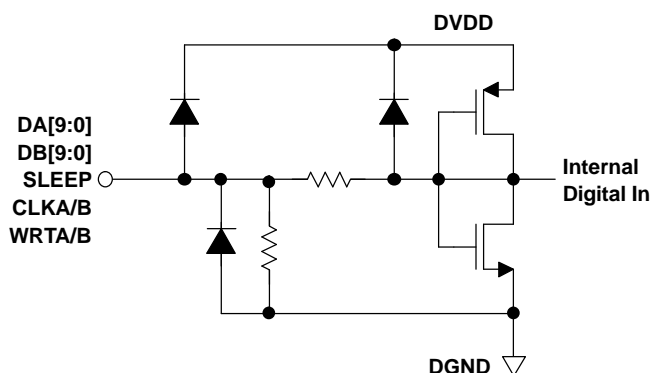 DVDD
DA[9:0]
DB[9:0]
SLEEP
CLKA/B
WRTA/B
Internal
Digital In
DGND